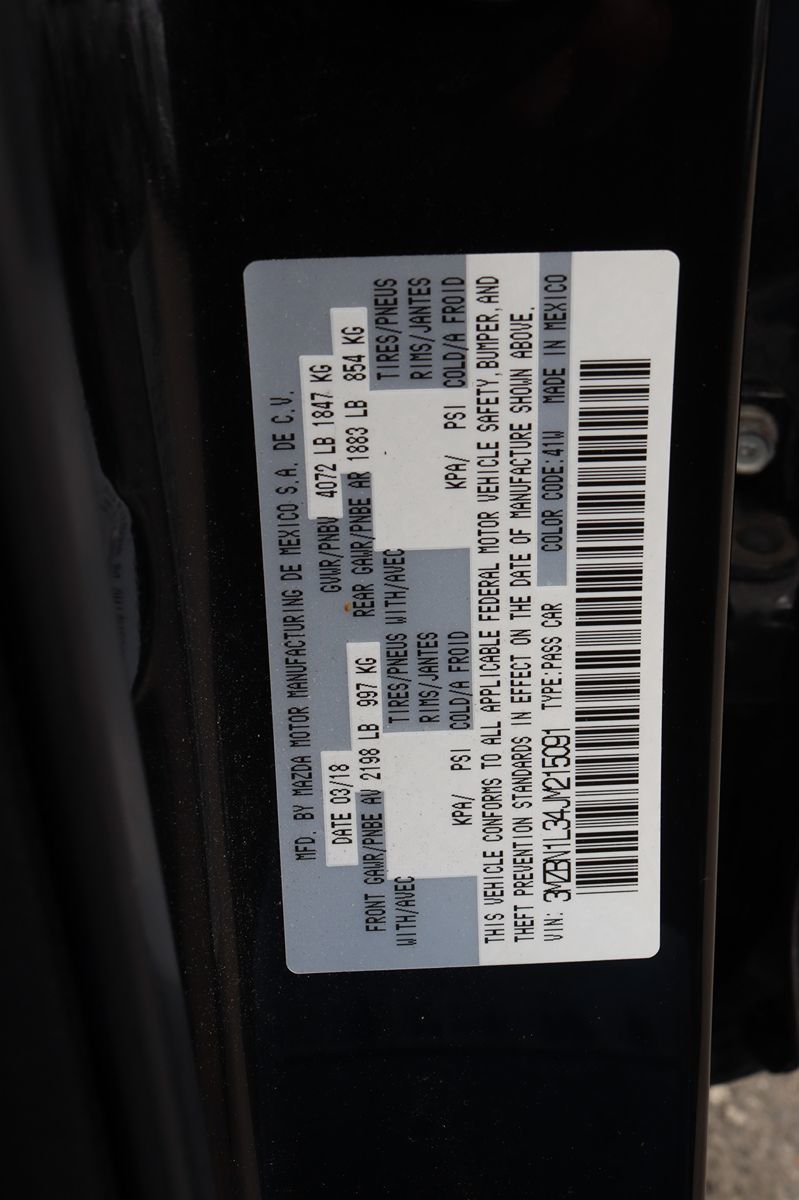 MFD. BY MAZDA MOTOR MANUFACTURING DE MEXICO S.A. DE C.V.
DATE 03/18 GVWR/PNBV 4072 LB 1847 KG
FRONT GAWR/PNBE AV 2198 LB 997 KG REAR GAWR/PNBE AR 1883 LB 854 KG
WITH/AVEC TIRES/PNEUS WITH/AVEC TIRES/PNEUS
RIMS/JANTES RIMS/JANTES
KPA/ PSI COLD/A FROID KPA/ PSI COLD/A FROID
THIS VEHICLE CONFORMS TO ALL APPLICABLE FEDERAL MOTOR VEHICLE SAFETY, BUMPER, AND
THEFT PREVENTION STANDARDS IN EFFECT ON THE DATE OF MANUFACTURE SHOWN ABOVE.
VIN: 3MZBN1L34JM215091 TYPE:PASS CAR COLOR CODE:41W MADE IN MEXICO